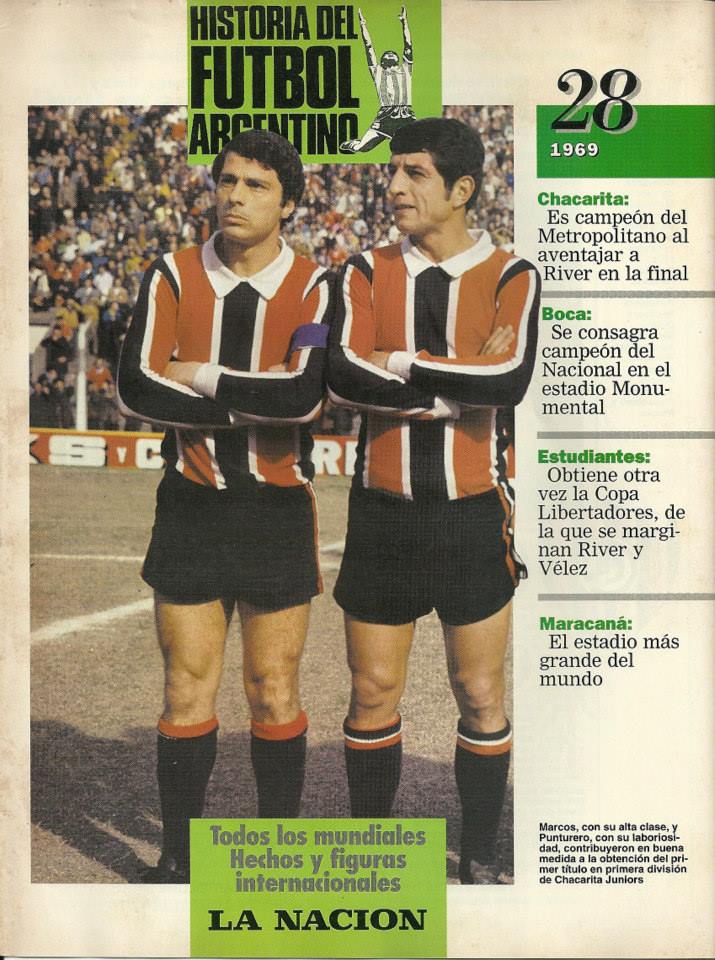 HISTORIA DEL
FUTBOL
ARGENTINO
28
1969
Chacarita:
Es campeón del
Metropolitano al
aventajar a
River en la final
Boca:
Se consagra
campeón del
Nacional en el
estadio Monu-
mental
Estudiantes:
Obtiene otra
vez la Copa
Libertadores, de
la que se margi-
nan River y
Vélez
Maracaná:
El estadio más
grande del
mundo
Marcos, con su alta clase, y
Punturero, con su laboriosi-
dad, contribuyeron en buena
medida a la obtención del pri-
mer título en primera división
de Chacarita Juniors
Todos los mundiales
Hechos y figuras
internacionales
LA NACION